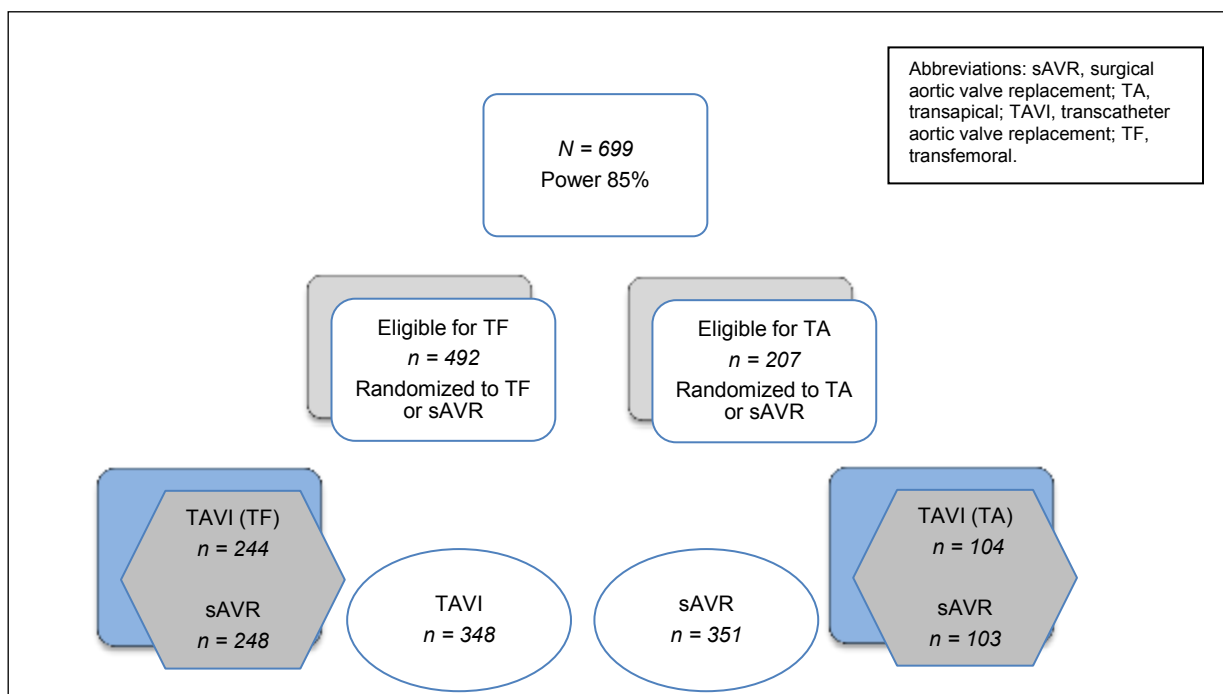 Abbreviations: sAVR, surgical
aortic valve replacement; TA,
transapical; TAVI, transcatheter
aortic valve replacement; TF,
transfemoral.
N = 699
Power 85%
Eligible for TF
n = 492
Randomized to TF
or sAVR
Eligible for TA
n = 207
Randomized to TA
or sAVR
TAVI (TF)
n = 244
sAVR
n = 248
TAVI
n = 348
sAVR
n = 351
TAVI (TA)
n = 104
sAVR
n = 103